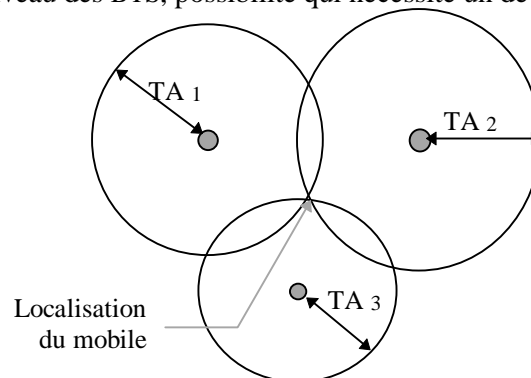 veau des BTS, possibilité qui nécessite un de
TA 1
TA 2
TA 3
Localisation
du mobile